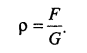 ρ = F/G.